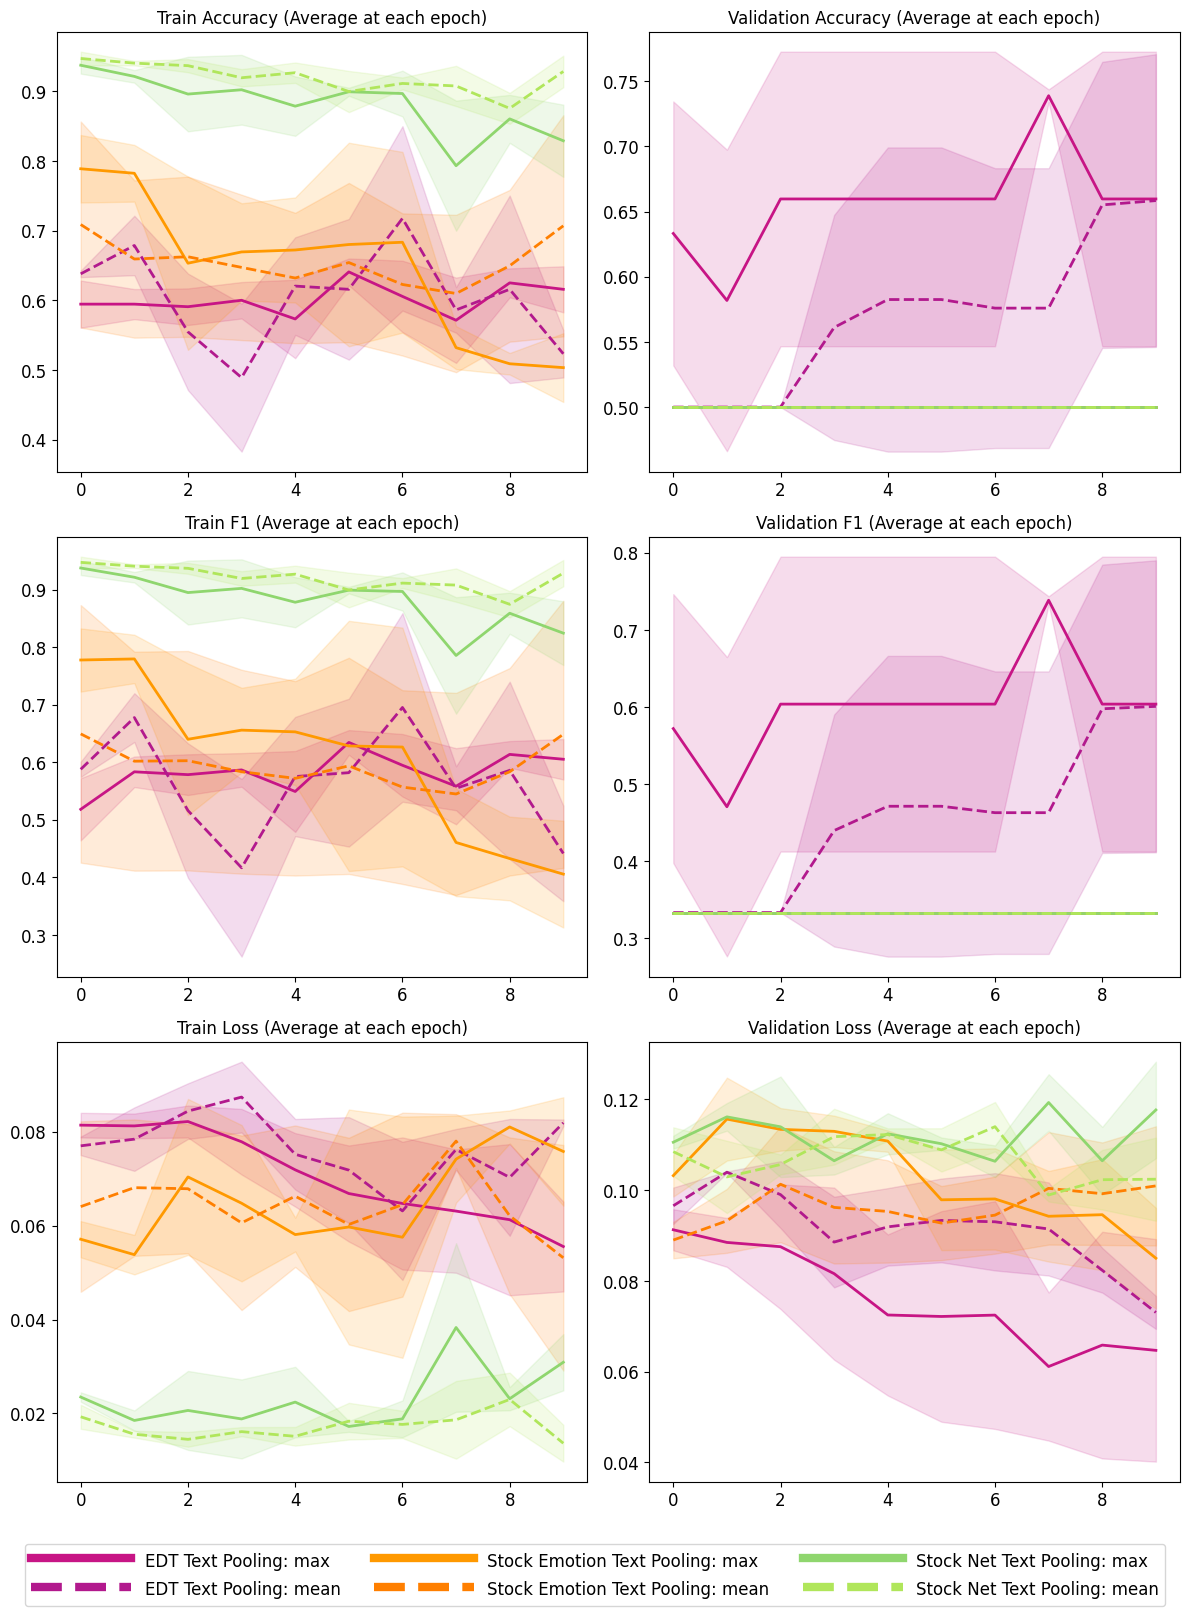 Train Accuracy (Average at each epoch)
0.9
0.8
0.7
0.6
0.5
0.4
0 2 4 6 8
Validation Accuracy (Average at each epoch)
0.75
0.70
0.65
0.60
0.55
0.50
0 2 4 6 8
Train F1 (Average at each epoch)
0.9
0.8
0.7
0.6
0.5
0.4
0.3
0 2 4 6 8
Validation F1 (Average at each epoch)
0.8
0.7
0.6
0.5
0.4
0.3
0 2 4 6 8
Train Loss (Average at each epoch)
0.08
0.06
0.04
0.02
0 2 4 6 8
Validation Loss (Average at each epoch)
0.12
0.10
0.08
0.06
0.04
0 2 4 6 8
EDT Text Pooling: max
EDT Text Pooling: mean
Stock Emotion Text Pooling: max
Stock Emotion Text Pooling: mean
Stock Net Text Pooling: max
Stock Net Text Pooling: mean